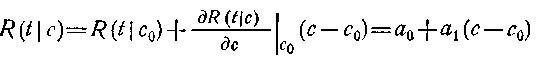 R(t|c)=R(t|c₀)+ ∂R(t|c)/∂c |c₀ (c−c₀)=a₀+a₁(c−c₀)